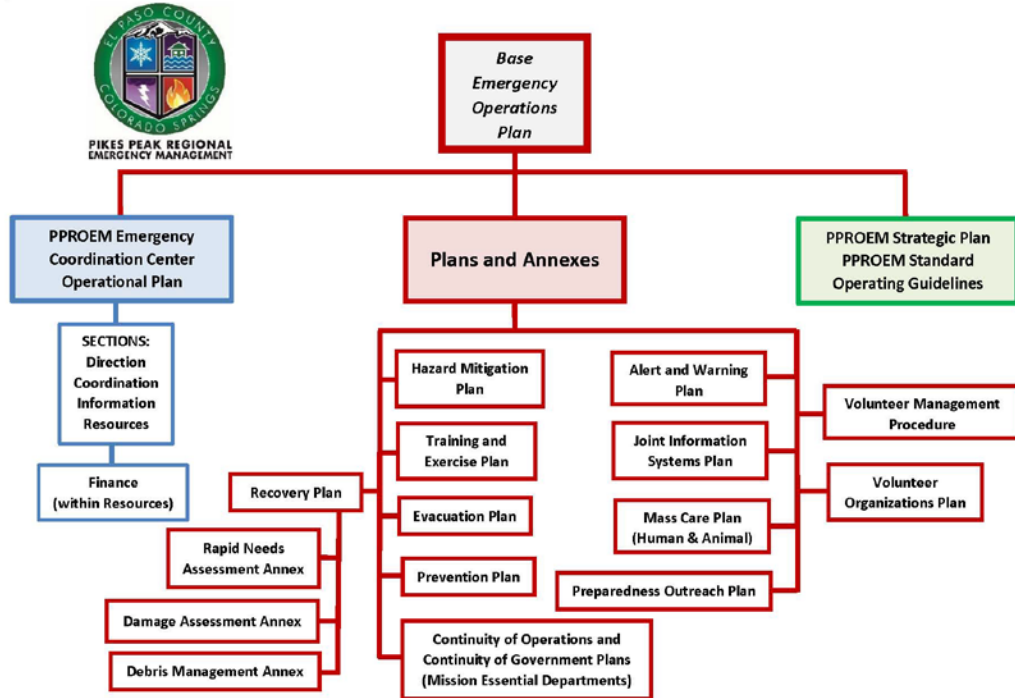 EL PASO COUNTY
COLORADO SPRINGS
PIKES PEAK REGIONAL
EMERGENCY MANAGEMENT
Base
Emergency
Operations
Plan
PPROEM Emergency
Coordination Center
Operational Plan
Plans and Annexes
PPROEM Strategic Plan
PPROEM Standard
Operating Guidelines
SECTIONS:
Direction
Coordination
Information
Resources
Finance
(within Resources)
Hazard Mitigation
Plan
Training and
Exercise Plan
Recovery Plan
Evacuation Plan
Rapid Needs
Assessment Annex
Prevention Plan
Damage Assessment Annex
Debris Management Annex
Continuity of Operations and
Continuity of Government Plans
(Mission Essential Departments)
Alert and Warning
Plan
Volunteer Management
Procedure
Joint Information
Systems Plan
Volunteer
Organizations Plan
Mass Care Plan
(Human & Animal)
Preparedness Outreach Plan